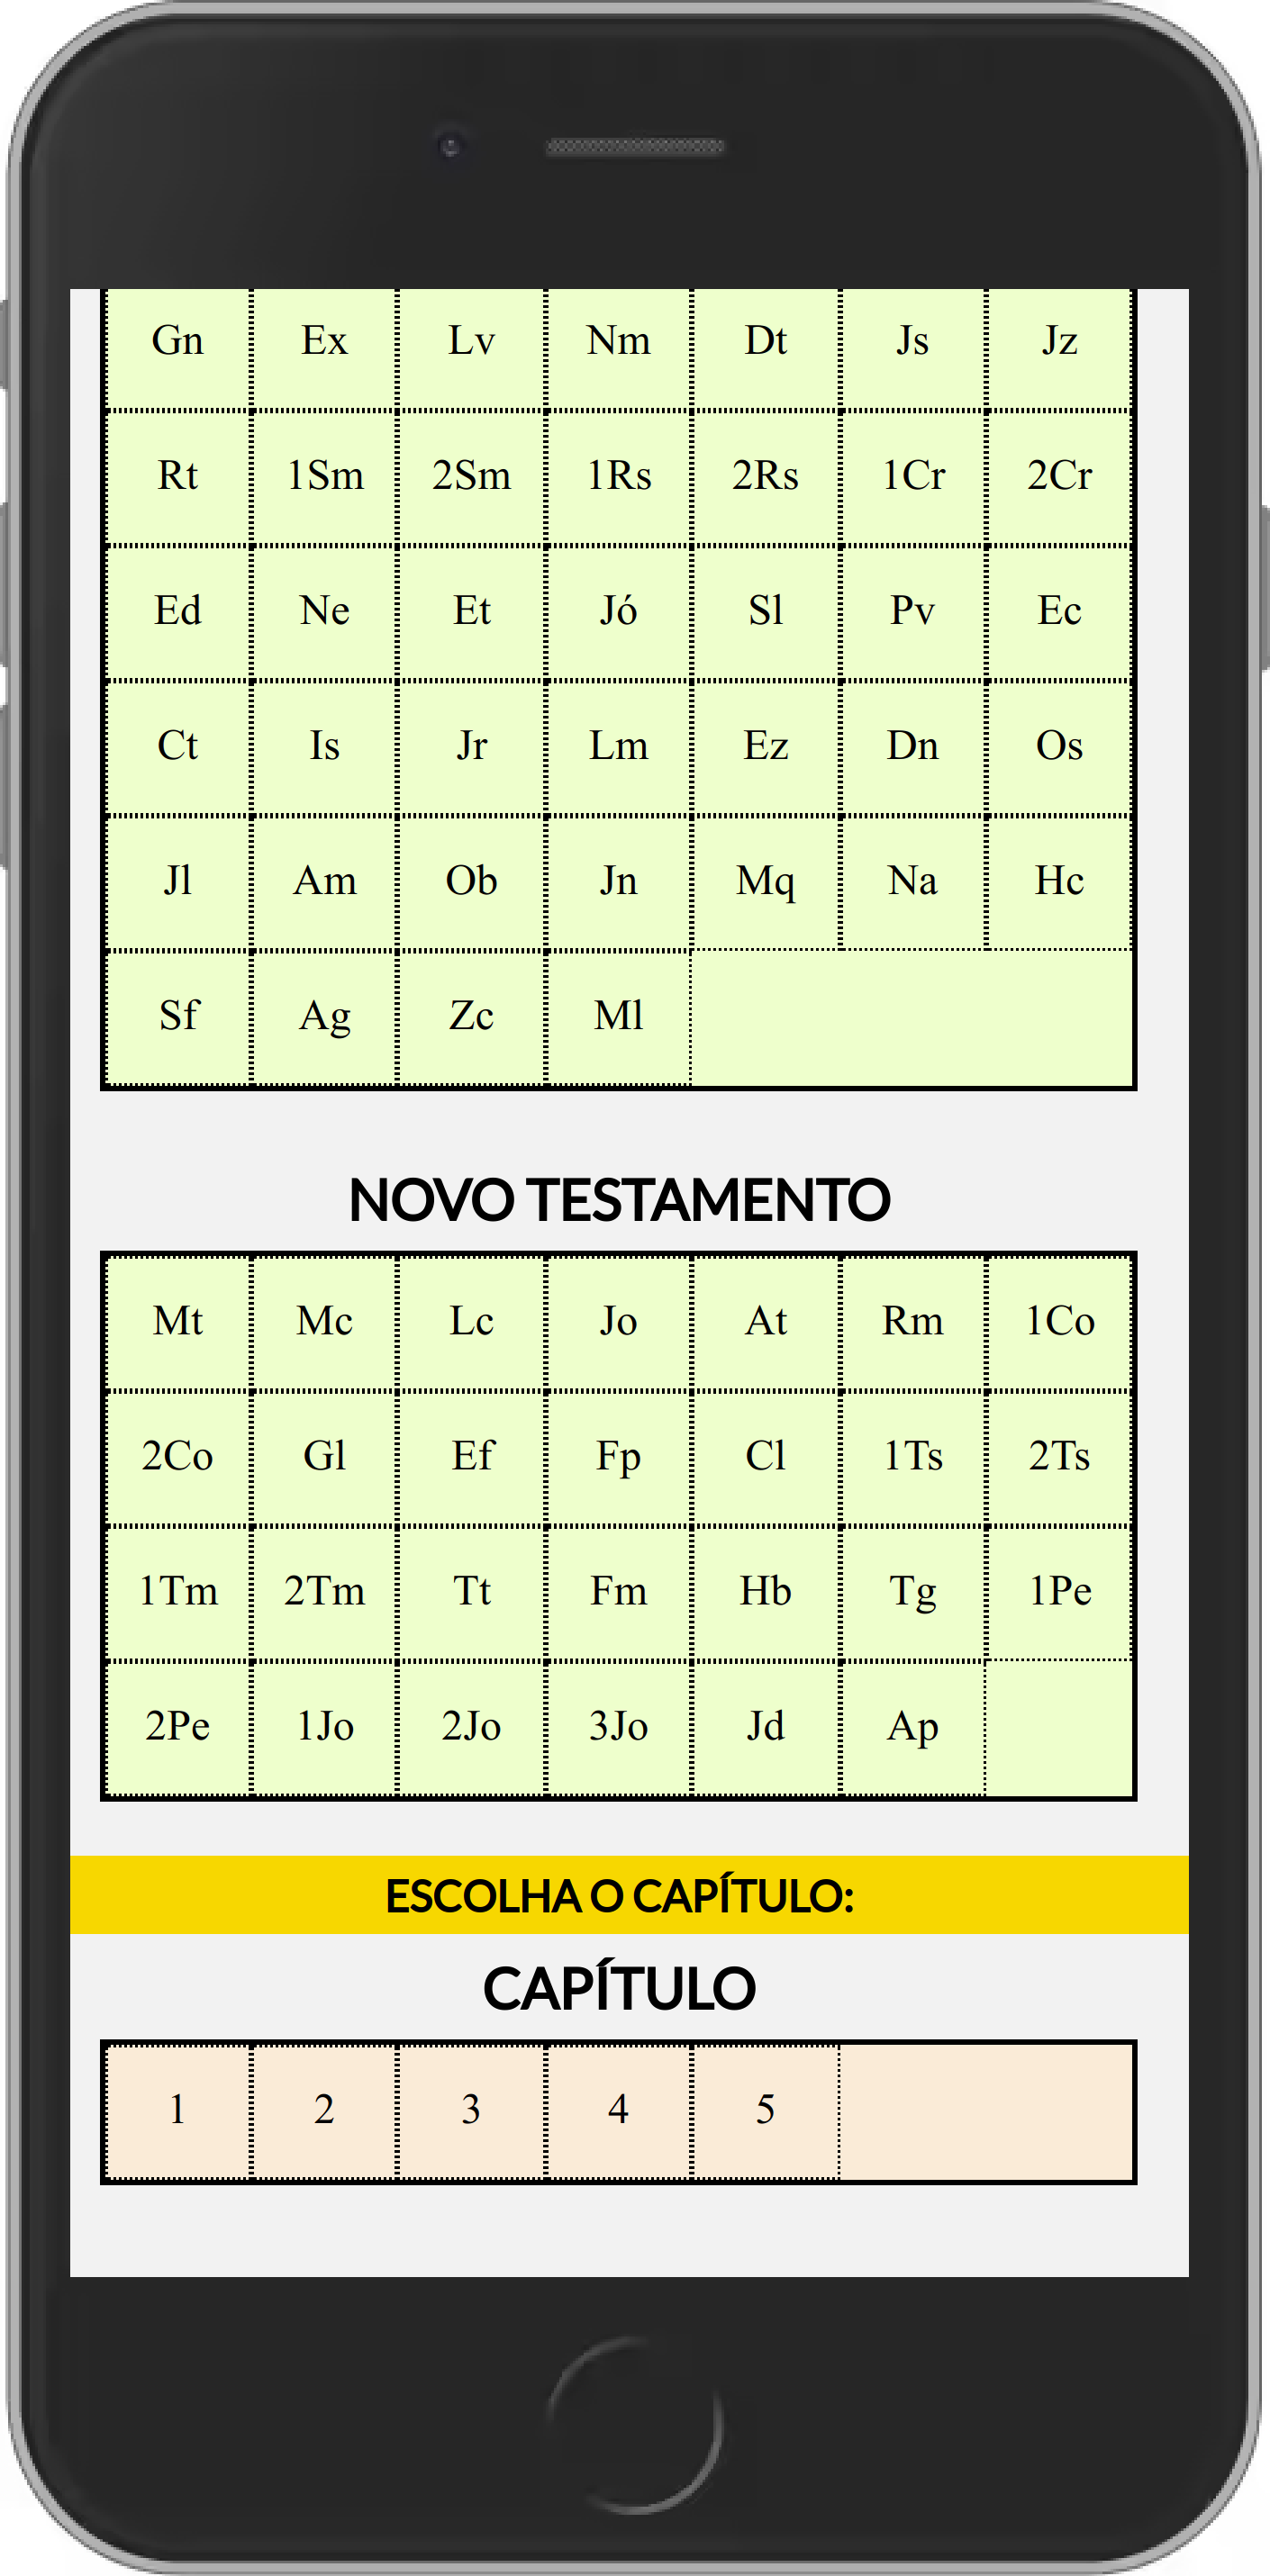 Gn Ex Lv Nm Dt Js Jz
Rt 1Sm 2Sm 1Rs 2Rs 1Cr 2Cr
Ed Ne Et Jó Sl Pv Ec
Ct Is Jr Lm Ez Dn Os
Jl Am Ob Jn Mq Na Hc
Sf Ag Zc Ml
NOVO TESTAMENTO
Mt Mc Lc Jo At Rm 1Co
2Co Gl Ef Fp Cl 1Ts 2Ts
1Tm 2Tm Tt Fm Hb Tg 1Pe
2Pe 1Jo 2Jo 3Jo Jd Ap
ESCOLHA O CAPÍTULO:
CAPÍTULO
1 2 3 4 5